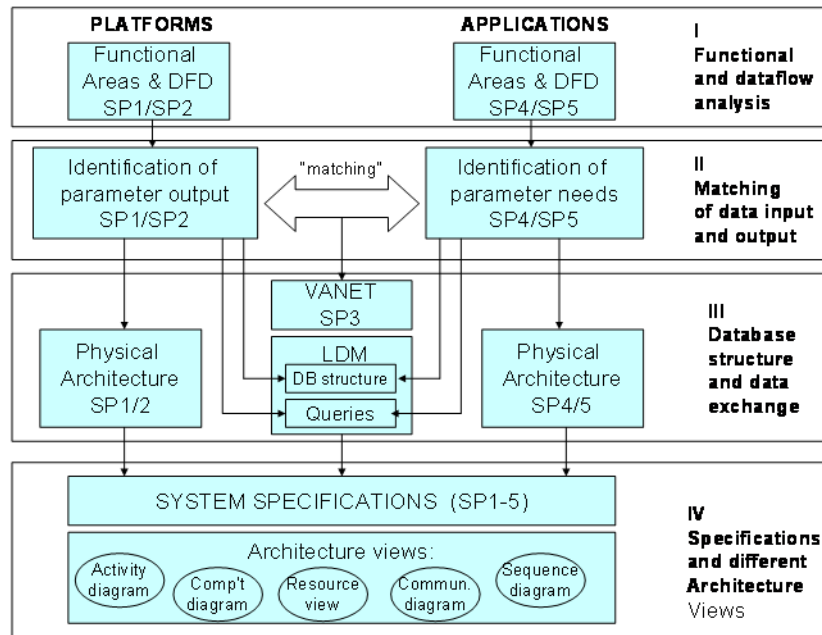 PLATFORMS
APPLICATIONS
Functional
Areas & DFD
SP1/SP2
Functional
Areas & DFD
SP4/SP5
I
Functional
and dataflow
analysis
Identification of
parameter output
SP1/SP2
"matching"
Identification of
parameter needs
SP4/SP5
II
Matching
of data input
and output
VANET
SP3
Physical
Architecture
SP1/2
LDM
DB structure
Queries
Physical
Architecture
SP4/5
III
Database
structure
and data
exchange
SYSTEM SPECIFICATIONS (SP1-5)
Architecture views:
Activity
diagram
Comp't
diagram
Resource
view
Commun.
diagram
Sequence
diagram
IV
Specifications
and different
Architecture
Views